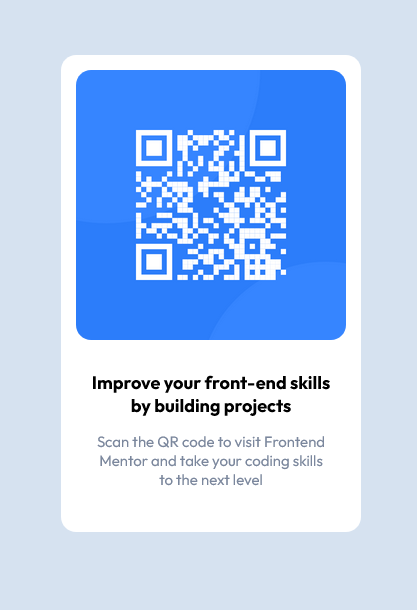 Improve your front-end skills
by building projects
Scan the QR code to visit Frontend
Mentor and take your coding skills
to the next level